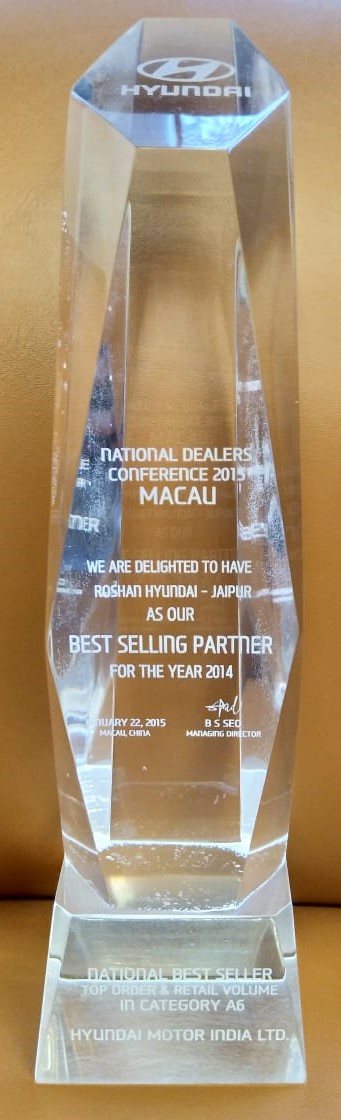 HYUNDAI
NATIONAL DEALERS
CONFERENCE 2015
MACAU
WE ARE DELIGHTED TO HAVE
ROSHAN HYUNDAI - JAIPUR
AS OUR
BEST SELLING PARTNER
FOR THE YEAR 2014
22, 2015
MACAU, CHINA
B S SEO
MANAGING DIRECTOR
NATIONAL BEST SELLER
TOP ORDER & RETAIL VOLUME
IN CATEGORY A6
HYUNDAI MOTOR INDIA LTD.